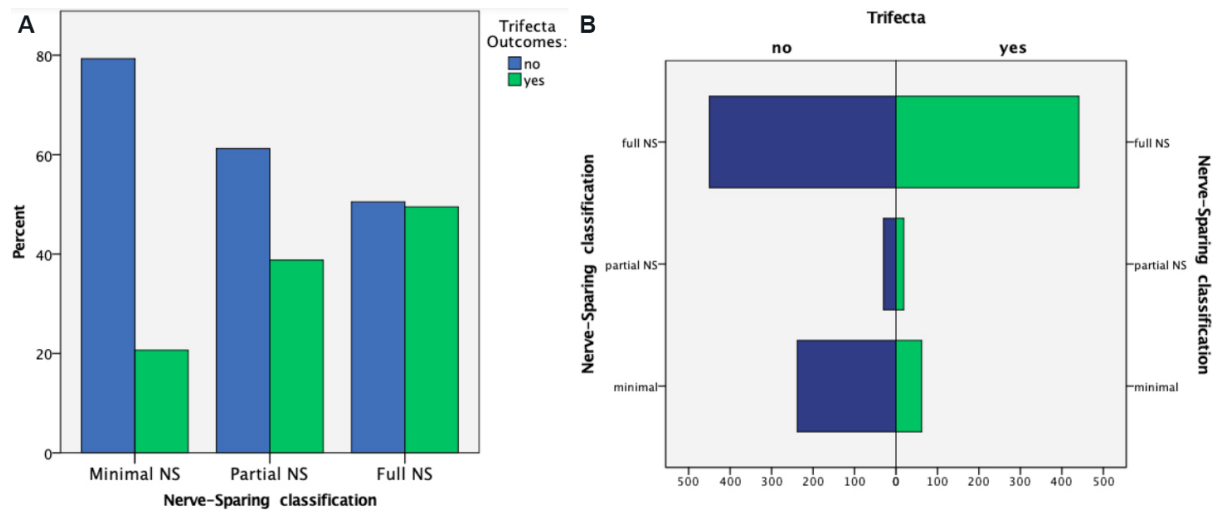 A
Trifecta
Outcomes:
no
yes
80
60
40
20
0
Percent
Minimal NS
Partial NS
Full NS
Nerve-Sparing classification
B
Trifecta
no
yes
full NS
partial NS
minimal
Nerve-Sparing classification
full NS
partial NS
minimal
Nerve-Sparing classification
500 400 300 200 100 0 100 200 300 400 500